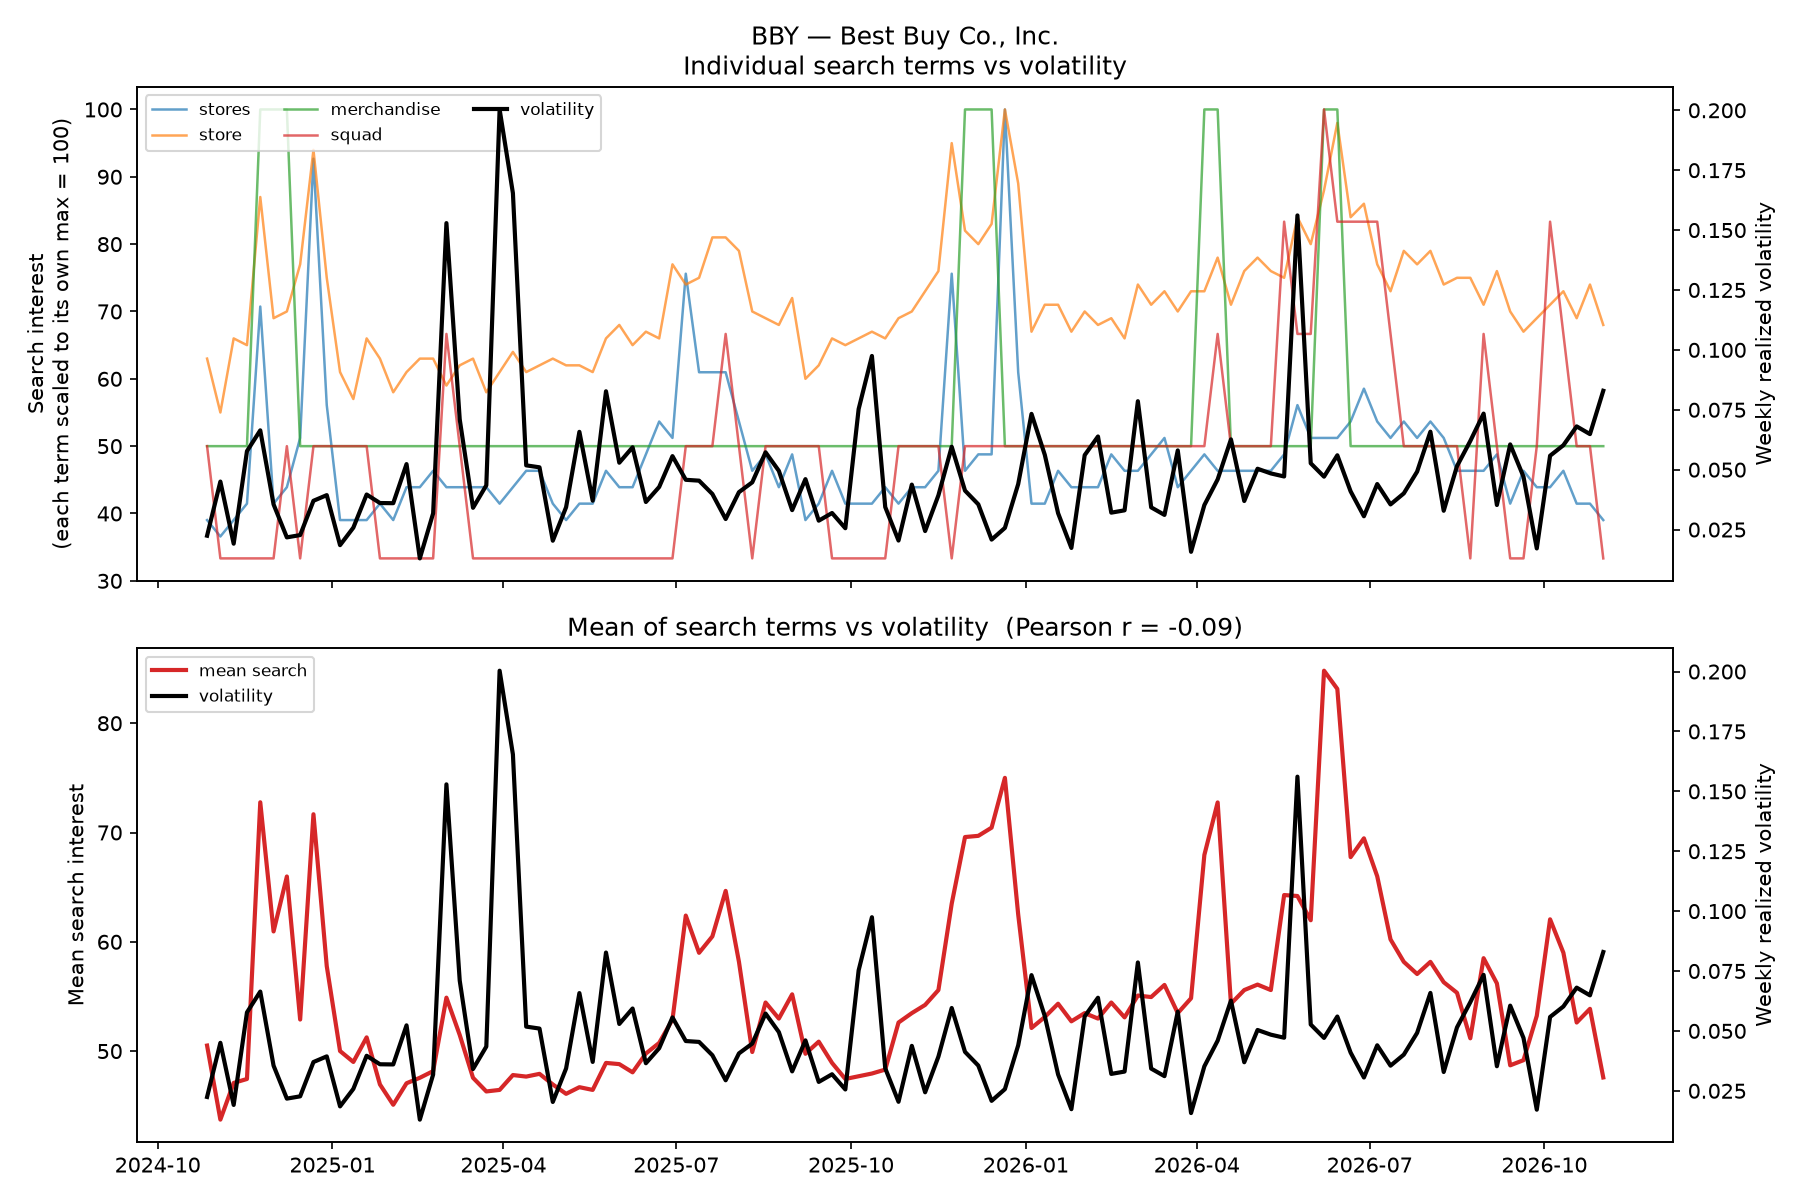 BBY — Best Buy Co., Inc.
Individual search terms vs volatility
stores
store
merchandise
squad
volatility
Search interest
(each term scaled to its own max = 100)
100
90
80
70
60
50
40
30
0.200
0.175
0.150
0.125
0.100
0.075
0.050
0.025
Weekly realized volatility
Mean of search terms vs volatility (Pearson r = -0.09)
mean search
volatility
Mean search interest
80
70
60
50
0.200
0.175
0.150
0.125
0.100
0.075
0.050
0.025
Weekly realized volatility
2024-10 2025-01 2025-04 2025-07 2025-10 2026-01 2026-04 2026-07 2026-10